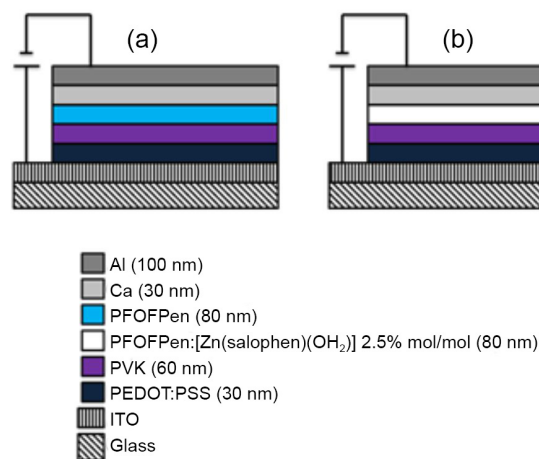 (a)
(b)
Al (100 nm)
Ca (30 nm)
PFOFPen (80 nm)
PFOFPen:[Zn(salophen)(OH₂)] 2.5% mol/mol (80 nm)
PVK (60 nm)
PEDOT:PSS (30 nm)
ITO
Glass